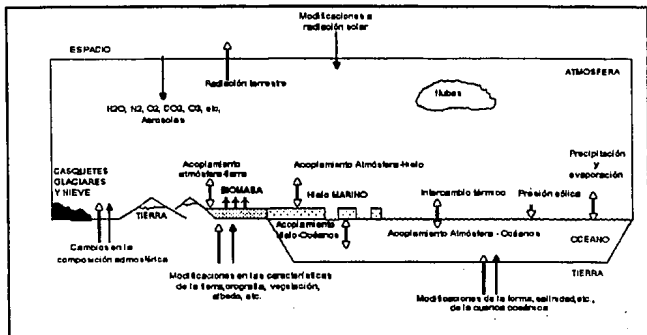 Modificaciones a
radiación solar
ESPACIO
ATMOSFERA
Radiación terrestre
H2O, N2, O2, CO2, O3, etc,
Aerosoles
Nubes
Precipitación
y
evaporación
Acoplamiento
atmósfera-tierra
Acoplamiento Atmósfera-Hielo
CASQUETES
GLACIARES
Y NIEVE
BIOMASA
Hielo MARINO
Intercambio térmico
Presión eólica
TIERRA
Acoplamiento
Hielo-Océanos
Acoplamiento Atmósfera - Océanos
OCEANO
Cambios en la
composición admosférica
TIERRA
Modificaciones en las características
de la tierra, orografía, vegetación,
albedo, etc.
Modificaciones de la forma, salinidad, etc.,
de la cuenca oceánica